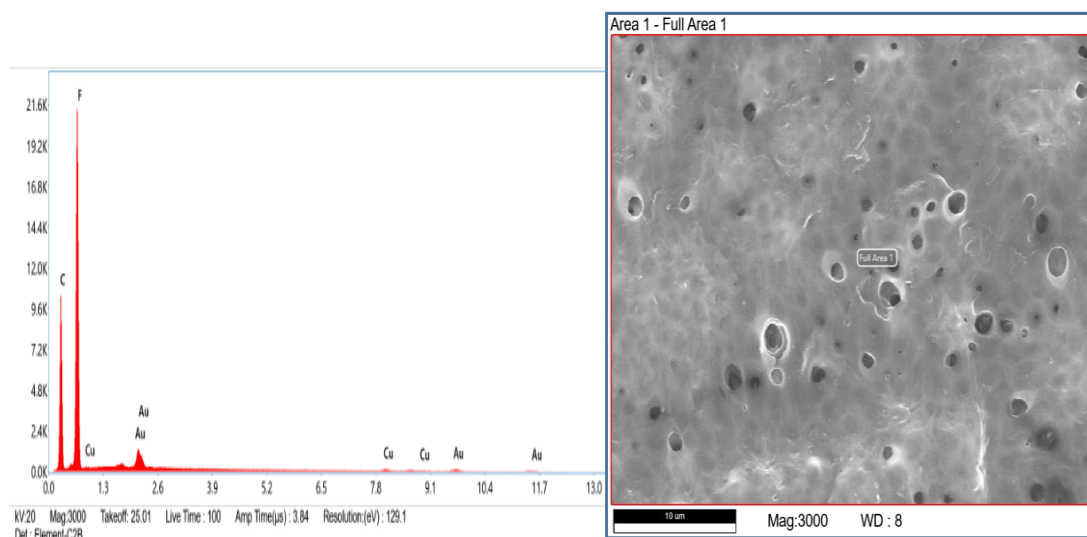 Area 1 - Full Area 1
21.6K
19.2K
16.8K
14.4K
12.0K
9.6K
7.2K
4.8K
2.4K
0.0K
F
C
Cu
Au
Au
Cu
Cu
Au
Au
0.0 1.3 2.6 3.9 5.2 6.5 7.8 9.1 10.4 11.7 13.0
kV:20 Mag:3000 Takeoff: 25.01 Live Time : 100 Amp Time(µs) : 3.84 Resolution:(eV) : 129.1
Det : Element-C2B
Full Area 1
10 um
Mag:3000 WD : 8